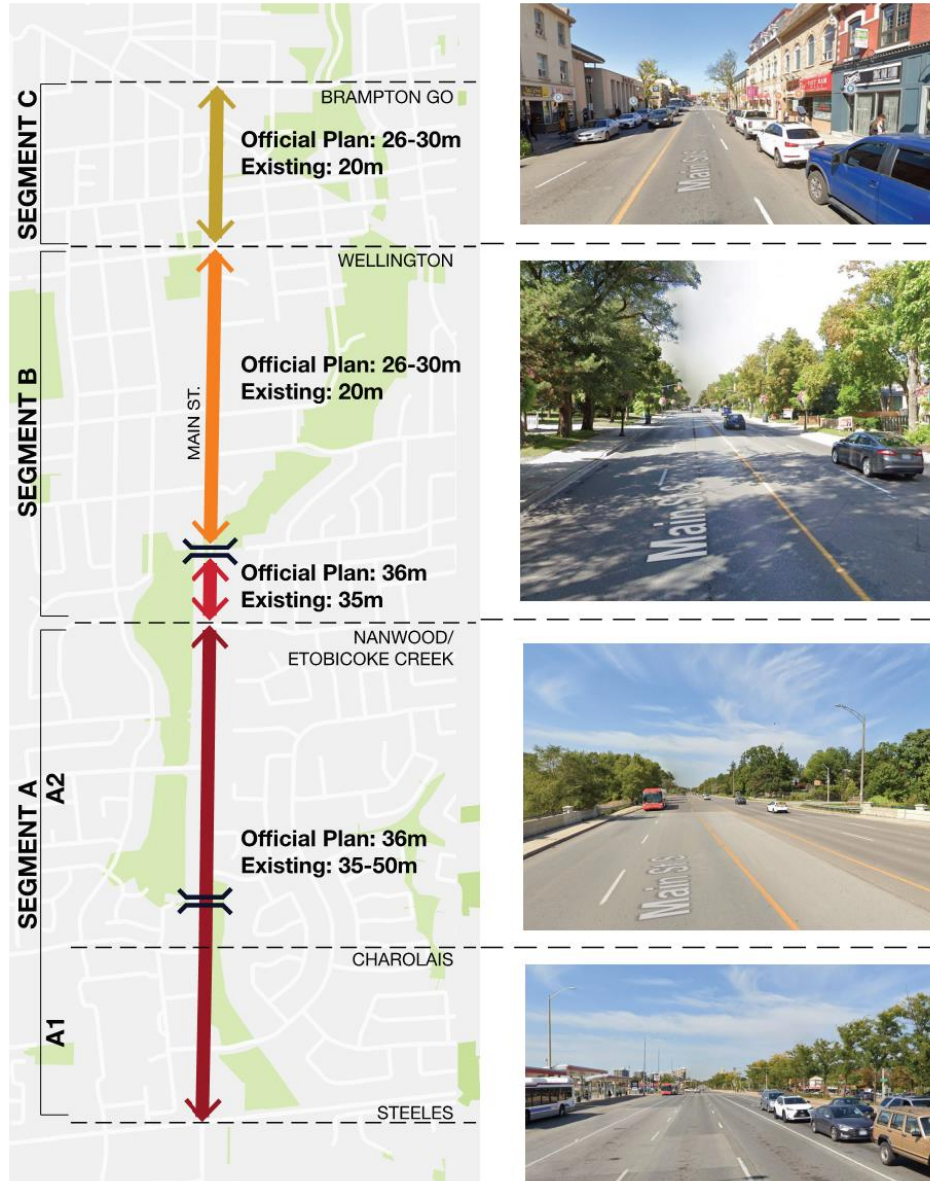 SEGMENT C
BRAMPTON GO
Official Plan: 26-30m
Existing: 20m
Main St S
SEGMENT B
WELLINGTON
Official Plan: 26-30m
Existing: 20m
MAIN ST.
Official Plan: 36m
Existing: 35m
Main St S
SEGMENT A
A2
NANWOOD/
ETOBICOKE CREEK
Official Plan: 36m
Existing: 35-50m
Main St S
CHAROLAIS
A1
STEELES